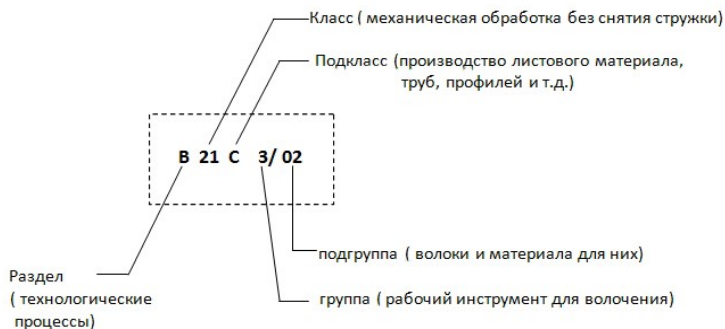 Класс ( механическая обработка без снятия стружки)
Подкласс (производство листового материала,
труб, профилей и т.д.)
В 21 С 3/ 02
подгруппа ( волоки и материала для них)
Раздел
( технологические
процессы)
группа ( рабочий инструмент для волочения)